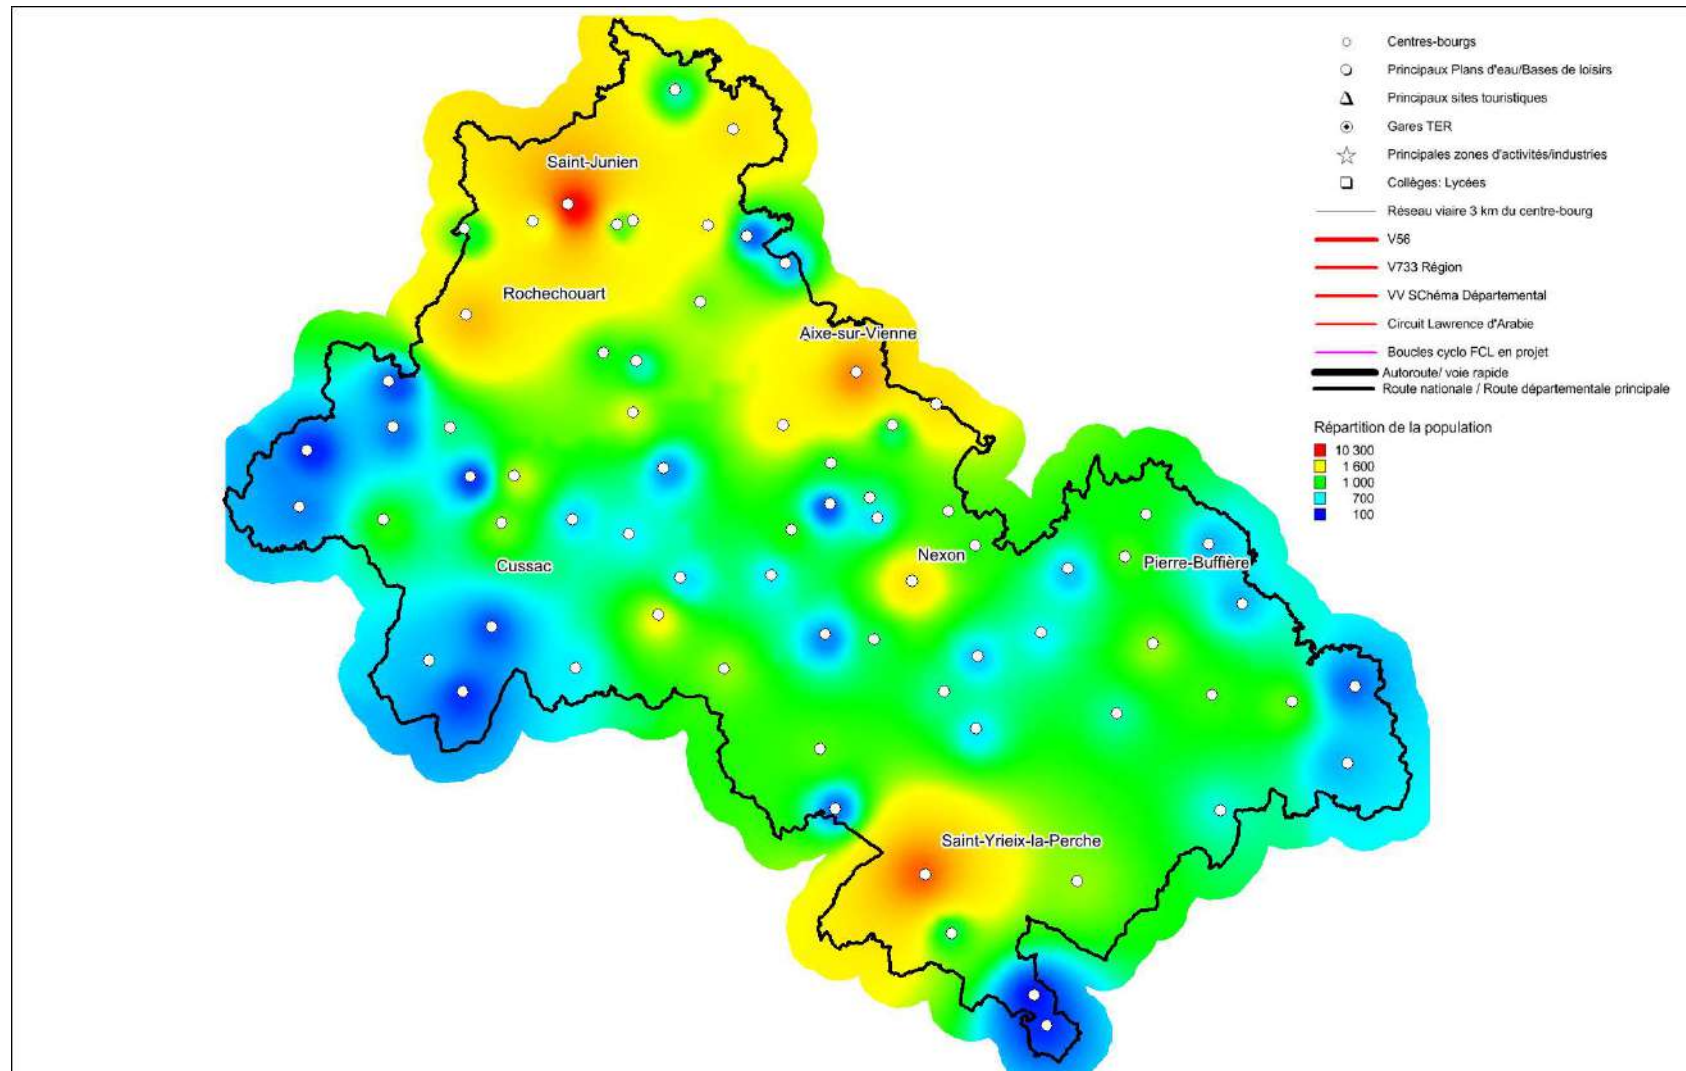 Centres-bourgs
Principaux Plans d'eau/Bases de loisirs
Principaux sites touristiques
Gares TER
Principales zones d'activités/industries
Collèges: Lycées
Réseau viaire 3 km du centre-bourg
V56
V733 Région
VV SChéma Départemental
Circuit Lawrence d'Arabie
Boucles cyclo FCL en projet
Autoroute/ voie rapide
Route nationale / Route départementale principale
Répartition de la population
10 300
1 600
1 000
700
100
Saint-Junien
Rochechouart
Aixe-sur-Vienne
Nexon
Pierre-Buffière
Cussac
Saint-Yrieix-la-Perche